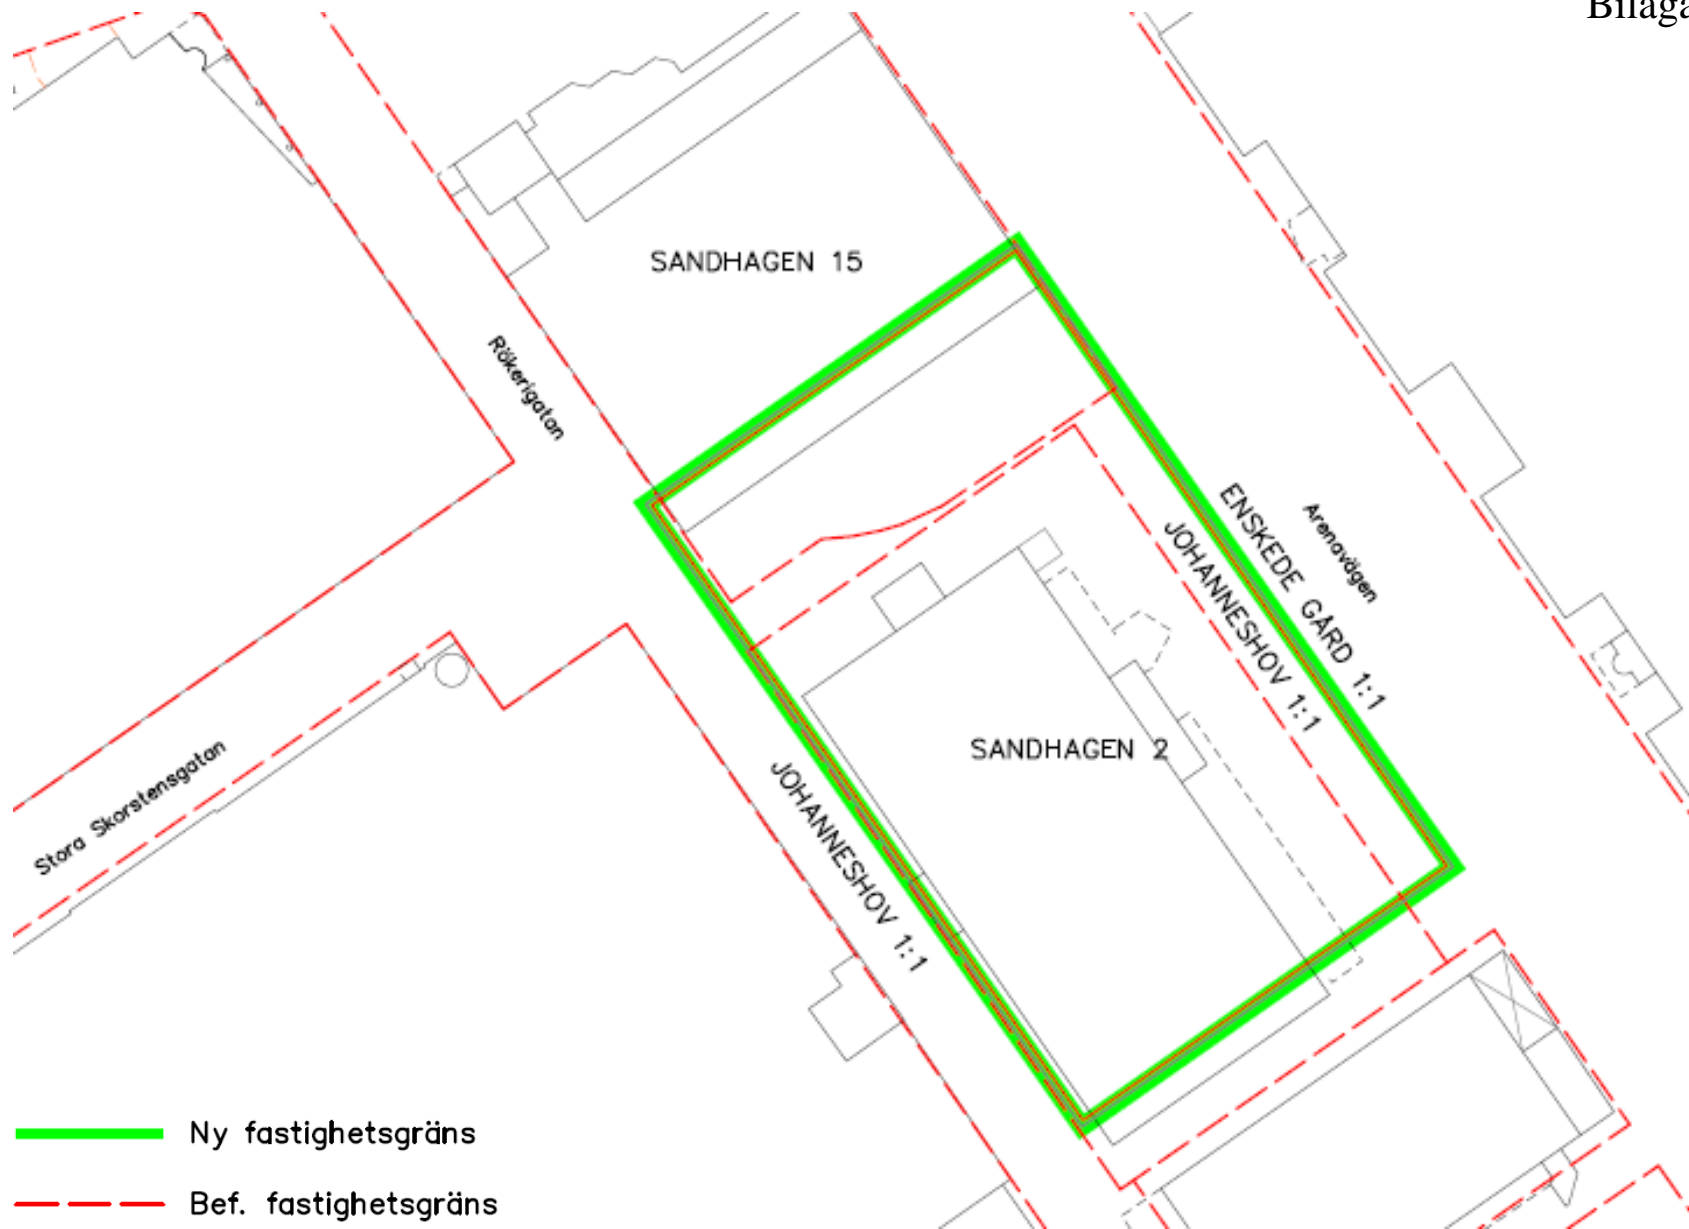 Bilaga
SANDHAGEN 15
Rökerigatan
ENSKEDE GÅRD 1:1
Arenavägen
JOHANNESHOV 1:1
SANDHAGEN 2
JOHANNESHOV 1:1
Stora Skorstensgatan
Ny fastighetsgräns
Bef. fastighetsgräns